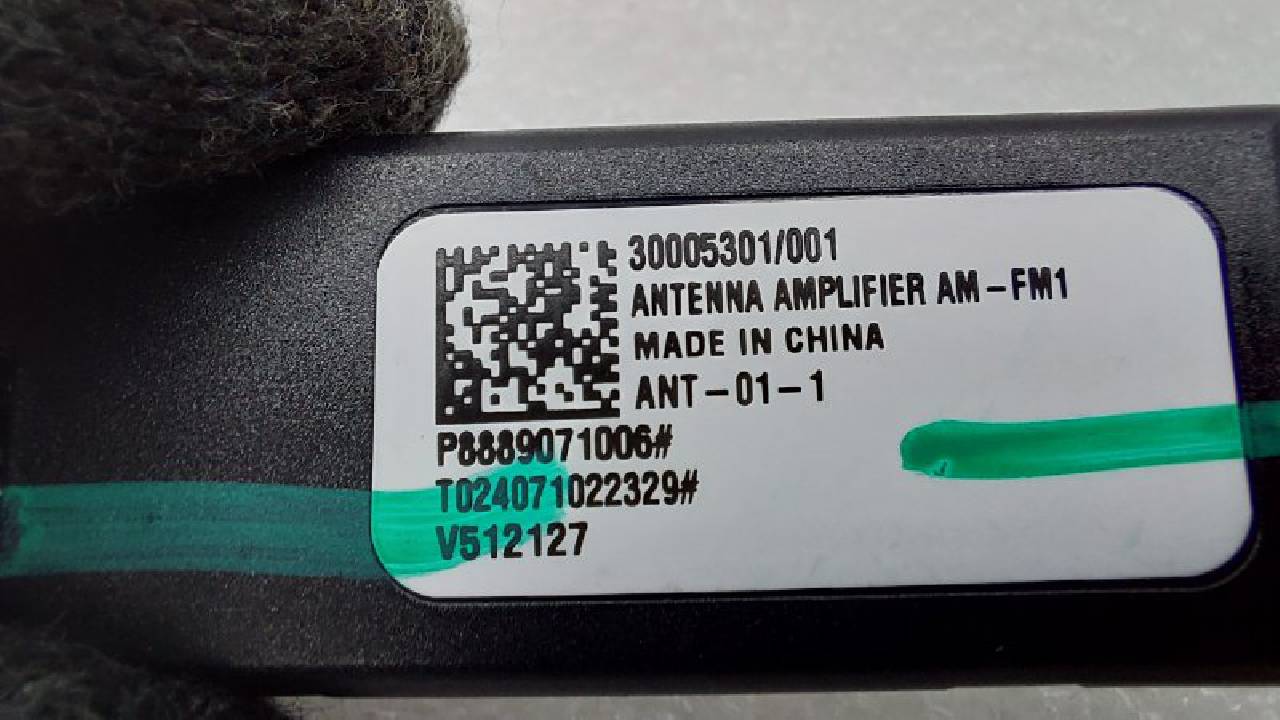 30005301/001
ANTENNA AMPLIFIER AM-FM1
MADE IN CHINA
ANT-01-1
P8889071006#
T024071022329#
V512127